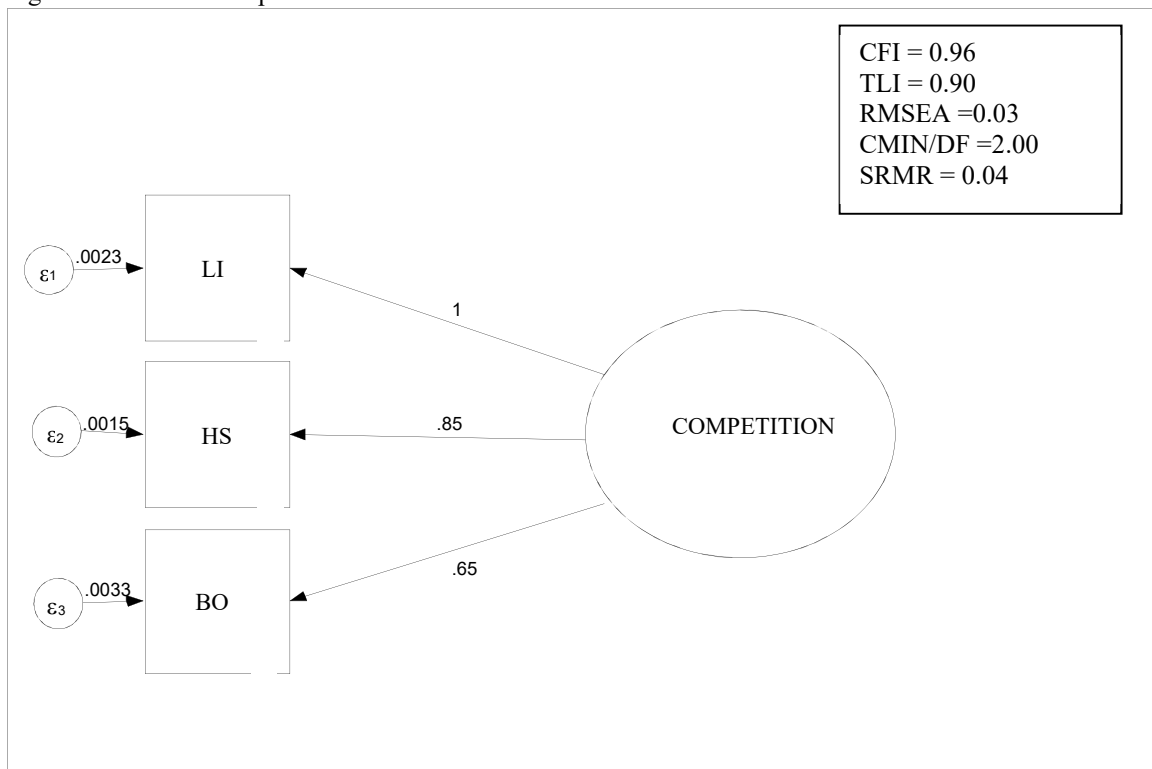 CFI = 0.96
TLI = 0.90
RMSEA =0.03
CMIN/DF =2.00
SRMR = 0.04
.0023
ε1
LI
1
.0015
ε2
HS
.85
COMPETITION
.0033
ε3
BO
.65